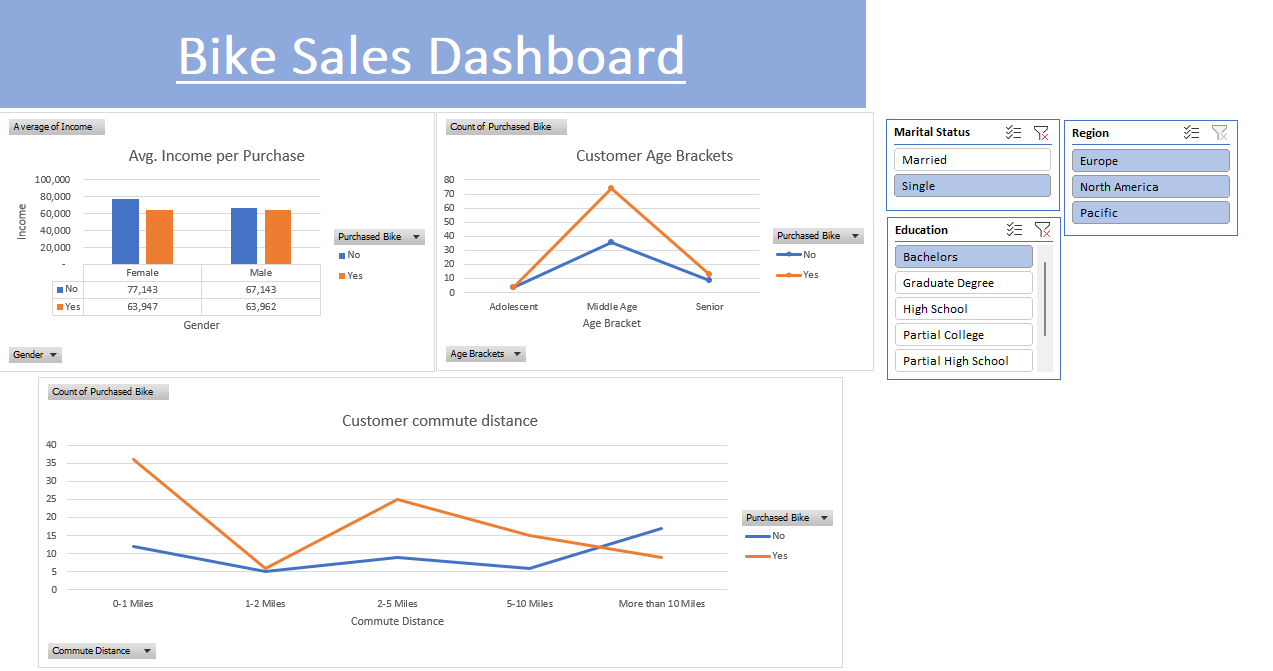 Bike Sales Dashboard
Average of Income
Avg. Income per Purchase
100,000
80,000
60,000
40,000
20,000
-
Income
Female Male
No 77,143 67,143
Yes 63,947 63,962
Gender
Purchased Bike
No
Yes
Gender
Count of Purchased Bike
Customer Age Brackets
80
70
60
50
40
30
20
10
0
Adolescent Middle Age Senior
Age Bracket
Purchased Bike
No
Yes
Age Brackets
Marital Status
Married
Single
Region
Europe
North America
Pacific
Education
Bachelors
Graduate Degree
High School
Partial College
Partial High School
Count of Purchased Bike
Customer commute distance
40
35
30
25
20
15
10
5
0
0-1 Miles 1-2 Miles 2-5 Miles 5-10 Miles More than 10 Miles
Commute Distance
Purchased Bike
No
Yes
Commute Distance